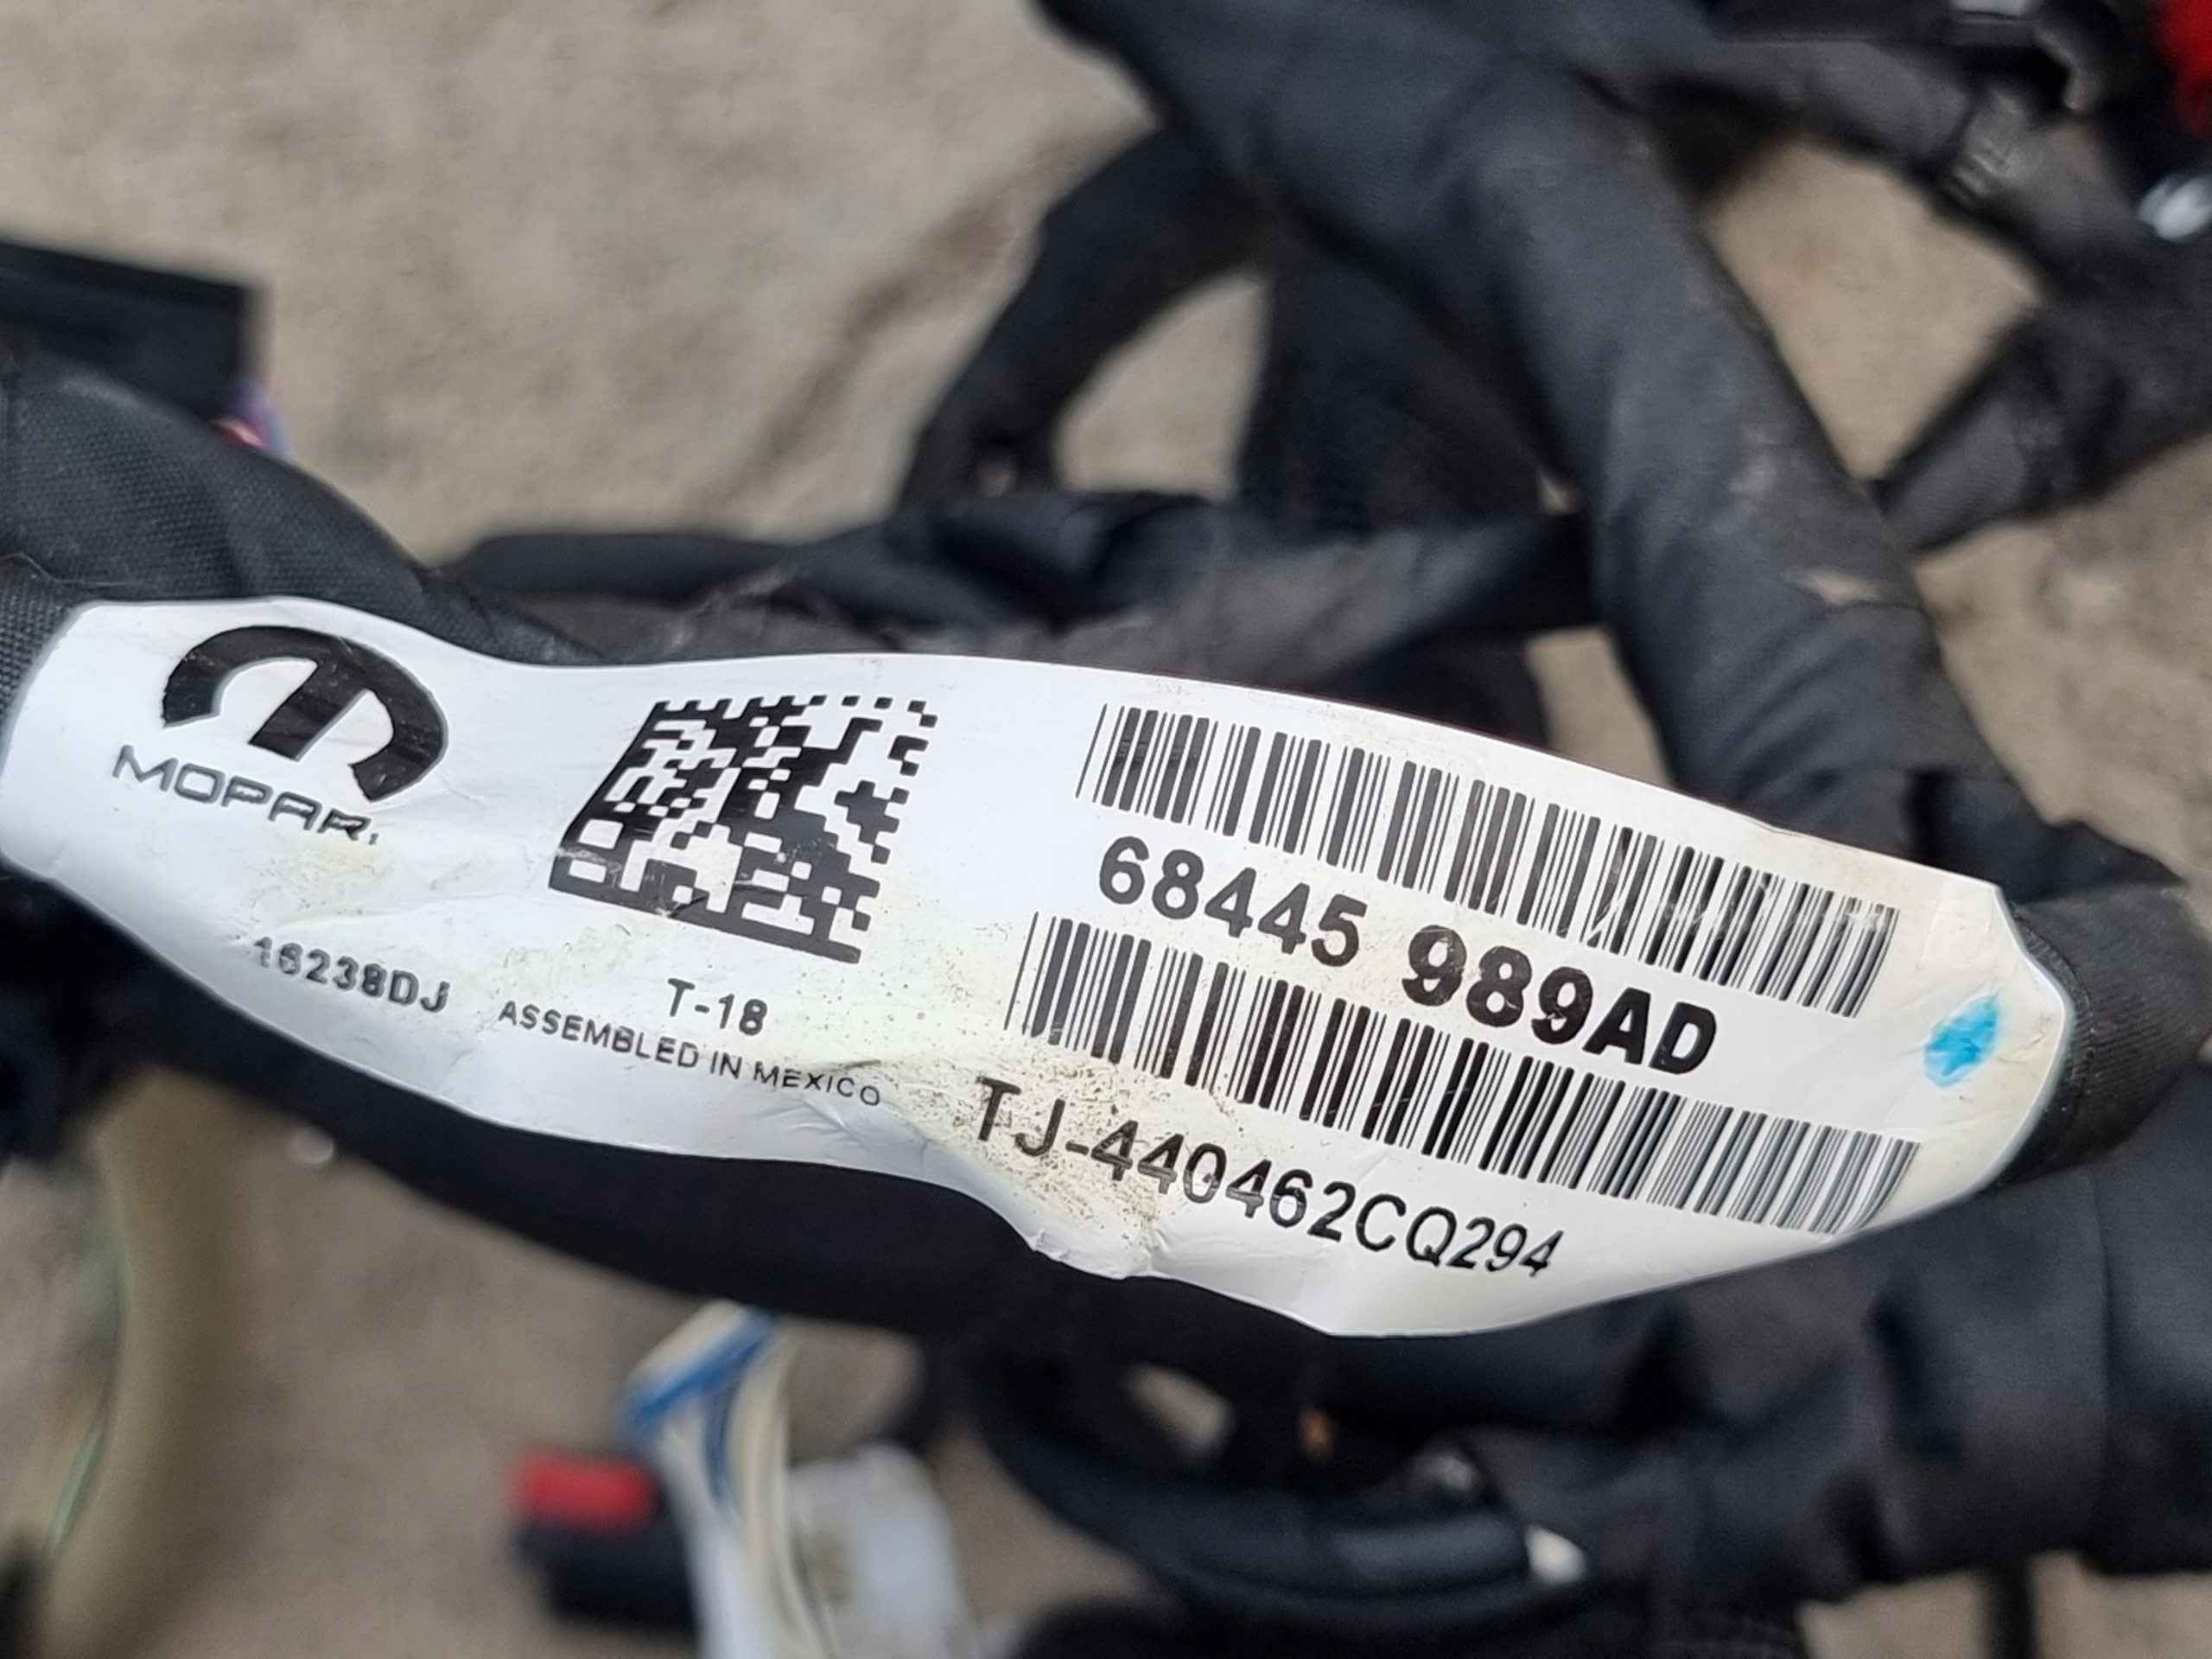 MOPAR
16238DJ
T-18
ASSEMBLED IN MEXICO
68445 989AD
TJ-440462CQ294